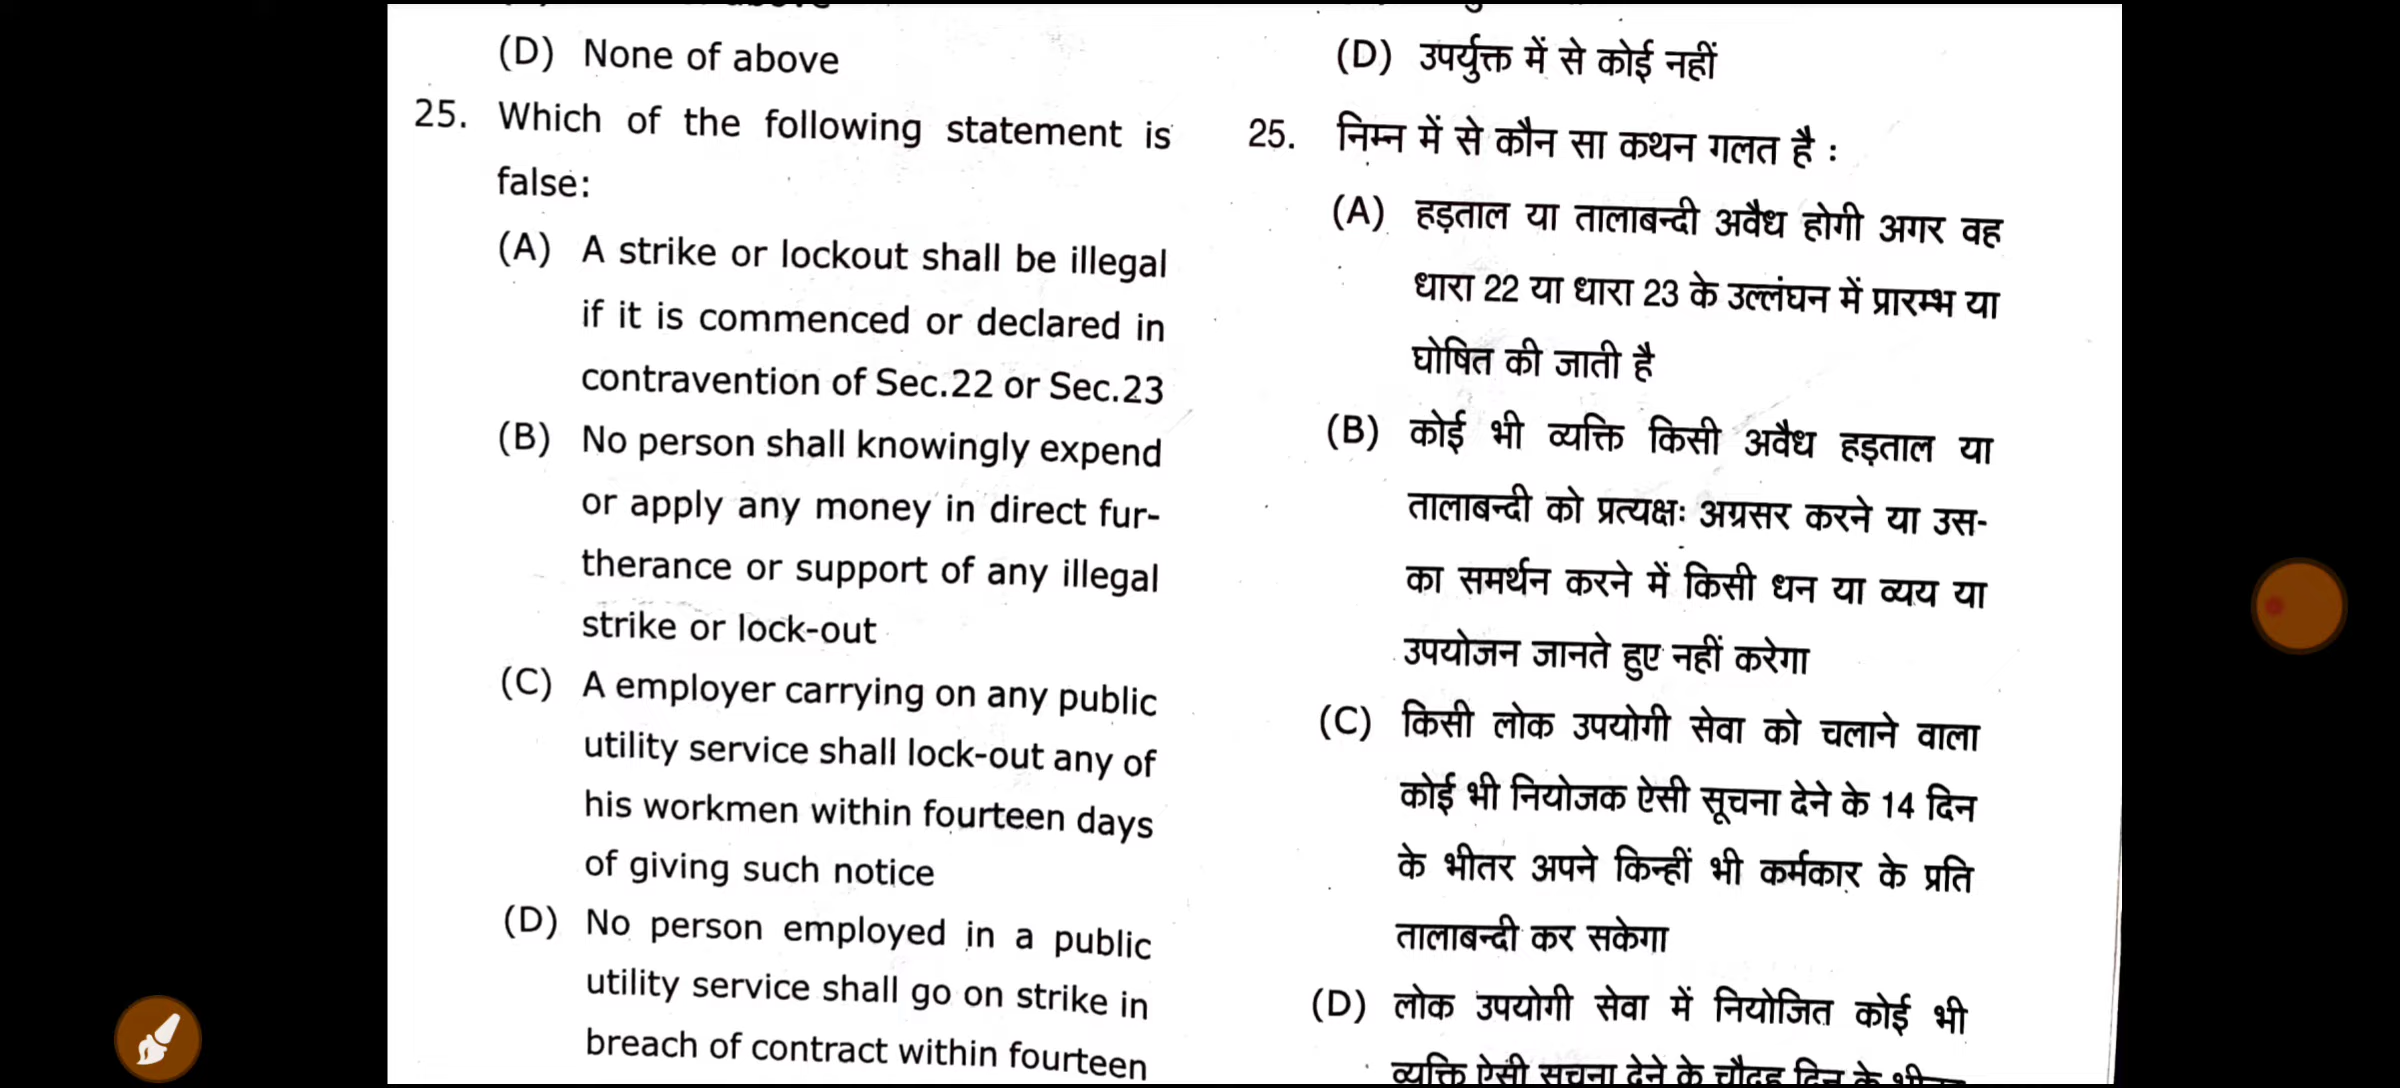 (D) None of above
25. Which of the following statement is
false:
(A) A strike or lockout shall be illegal
if it is commenced or declared in
contravention of Sec.22 or Sec.23
(B) No person shall knowingly expend
or apply any money in direct fur-
therance or support of any illegal
strike or lock-out
(C) A employer carrying on any public
utility service shall lock-out any of
his workmen within fourteen days
of giving such notice
(D) No person employed in a public
utility service shall go on strike in
breach of contract within fourteen
(D) उपर्युक्त में से कोई नहीं
25. निम्न में से कौन सा कथन गलत है :
(A) हड़ताल या तालाबन्दी अवैध होगी अगर वह
धारा 22 या धारा 23 के उल्लंघन में प्रारम्भ या
घोषित की जाती है
(B) कोई भी व्यक्ति किसी अवैध हड़ताल या
तालाबन्दी को प्रत्यक्षः अग्रसर करने या उस-
का समर्थन करने में किसी धन या व्यय या
उपयोजन जानते हुए नहीं करेगा
(C) किसी लोक उपयोगी सेवा को चलाने वाला
कोई भी नियोजक ऐसी सूचना देने के 14 दिन
के भीतर अपने किन्हीं भी कर्मकार के प्रति
तालाबन्दी कर सकेगा
(D) लोक उपयोगी सेवा में नियोजित कोई भी
व्यक्ति ऐसी सूचना देने के चौदह दिन के